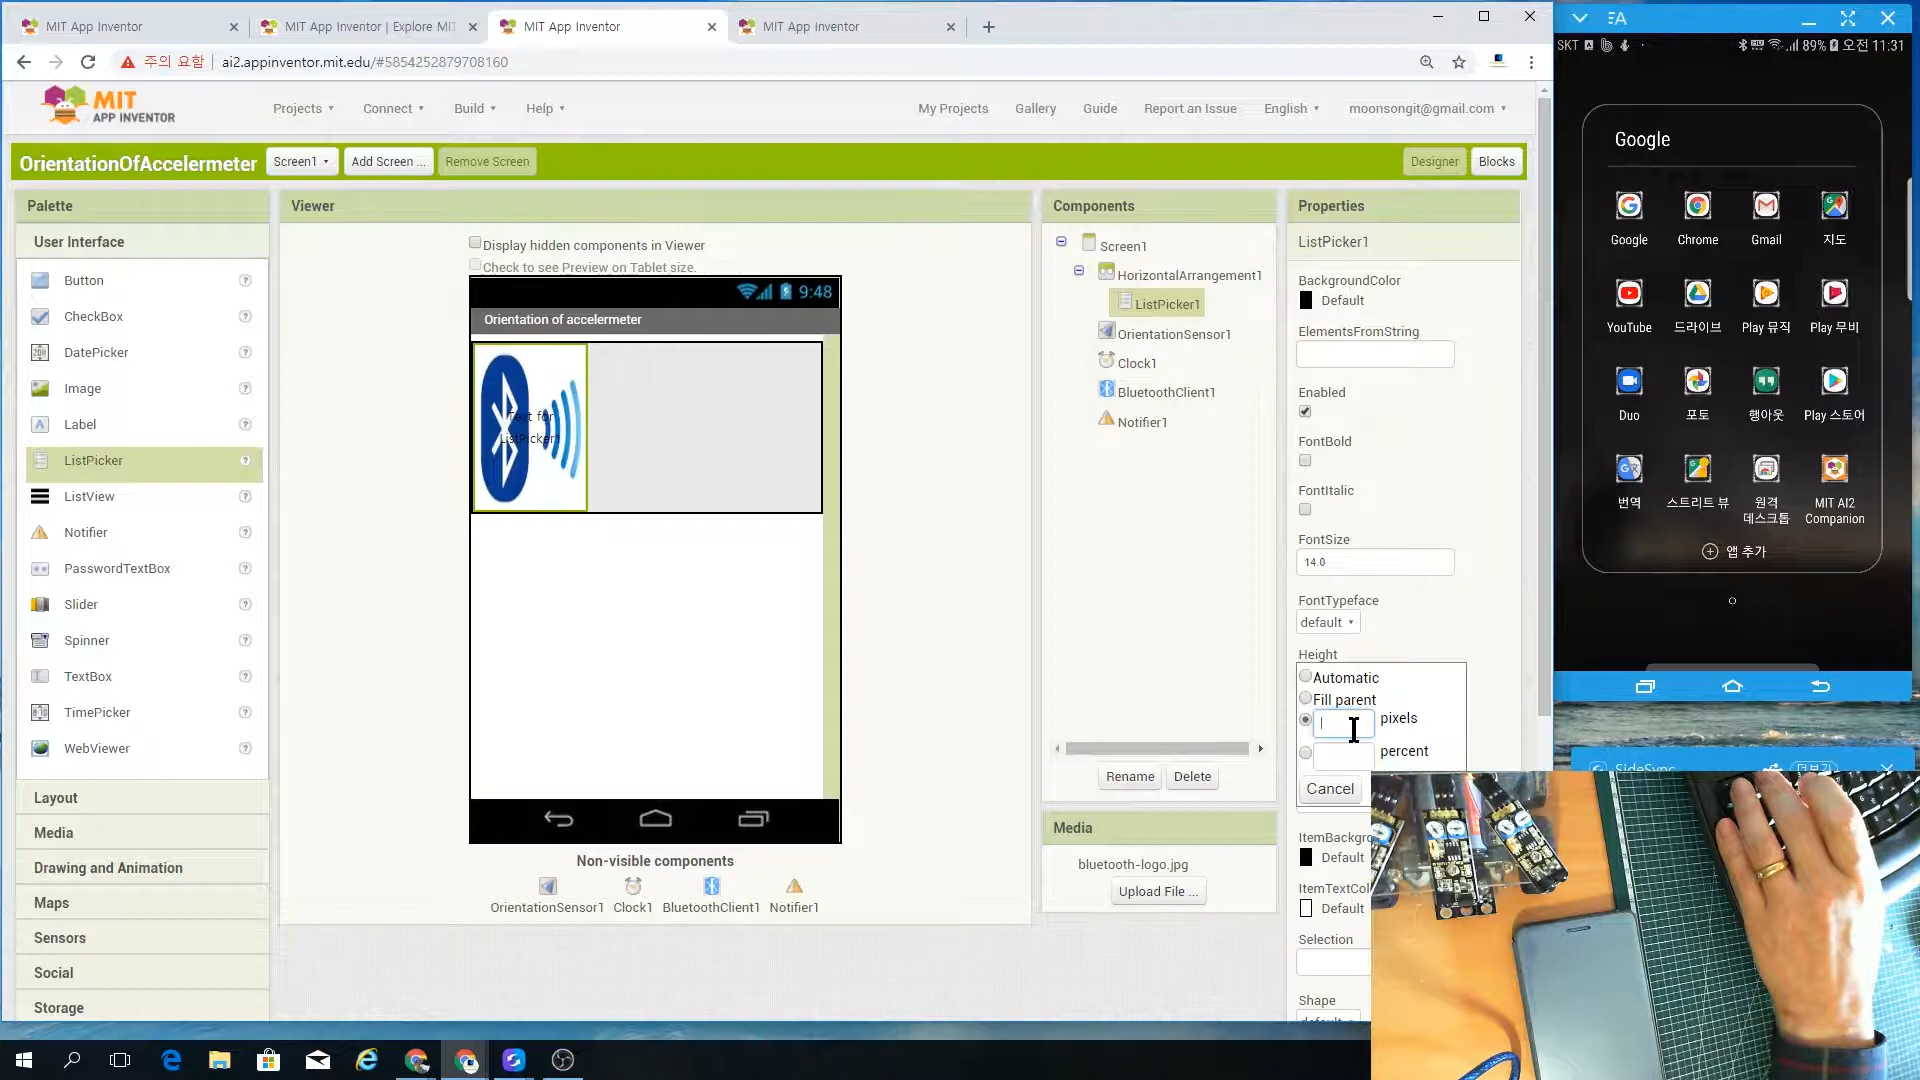 MIT App Inventor
MIT App Inventor | Explore MIT
MIT App Inventor
MIT App Inventor
주의 요함
ai2.appinventor.mit.edu/#5854252879708160
MIT
APP INVENTOR
Projects
Connect
Build
Help
My Projects
Gallery
Guide
Report an Issue
English
moonsongit@gmail.com
OrientationOfAccelermeter
Screen1
Add Screen ...
Remove Screen
Designer
Blocks
Palette
User Interface
Button
CheckBox
DatePicker
Image
Label
ListPicker
ListView
Notifier
PasswordTextBox
Slider
Spinner
TextBox
TimePicker
WebViewer
Layout
Media
Drawing and Animation
Maps
Sensors
Social
Storage
Viewer
Display hidden components in Viewer
Check to see Preview on Tablet size.
9:48
Orientation of accelermeter
Text for
ListPicker1
Non-visible components
OrientationSensor1
Clock1
BluetoothClient1
Notifier1
Components
Screen1
HorizontalArrangement1
ListPicker1
OrientationSensor1
Clock1
BluetoothClient1
Notifier1
Rename
Delete
Media
bluetooth-logo.jpg
Upload File ...
Properties
ListPicker1
BackgroundColor
Default
ElementsFromString
Enabled
FontBold
FontItalic
FontSize
14.0
FontTypeface
default
Height
Automatic
Fill parent
pixels
percent
Cancel
ItemBackgro
Default
ItemTextCol
Default
Selection
Shape
default
SKT
89%
오전 11:31
Google
Google
Chrome
Gmail
지도
YouTube
드라이브
Play 뮤직
Play 무비
Duo
포토
행아웃
Play 스토어
번역
스트리트 뷰
원격
데스크톱
MIT AI2
Companion
앱 추가
SideSync
더보기